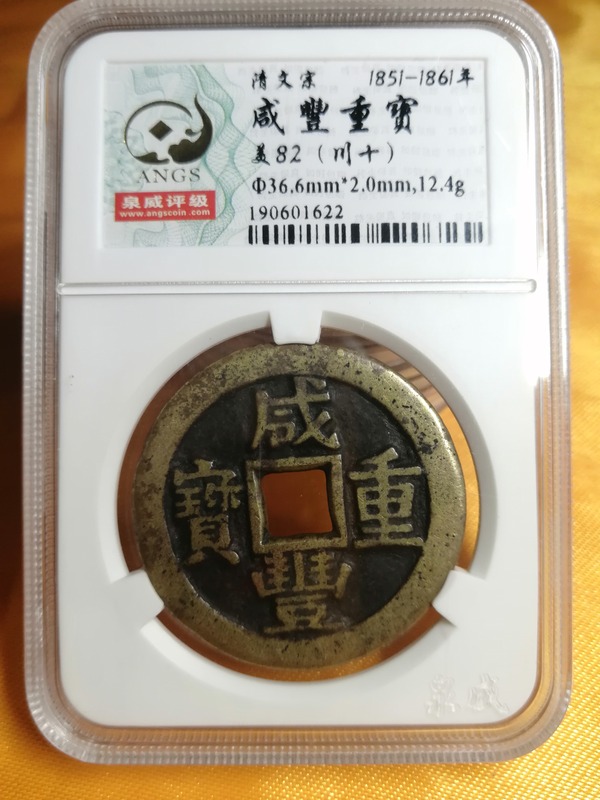 清文宗 1851-1861年
咸豐重寶
美82（川十）
Φ36.6mm*2.0mm,12.4g
190601622
ANGS
泉威评级
www.angscoin.com
咸豐重寶
泉威